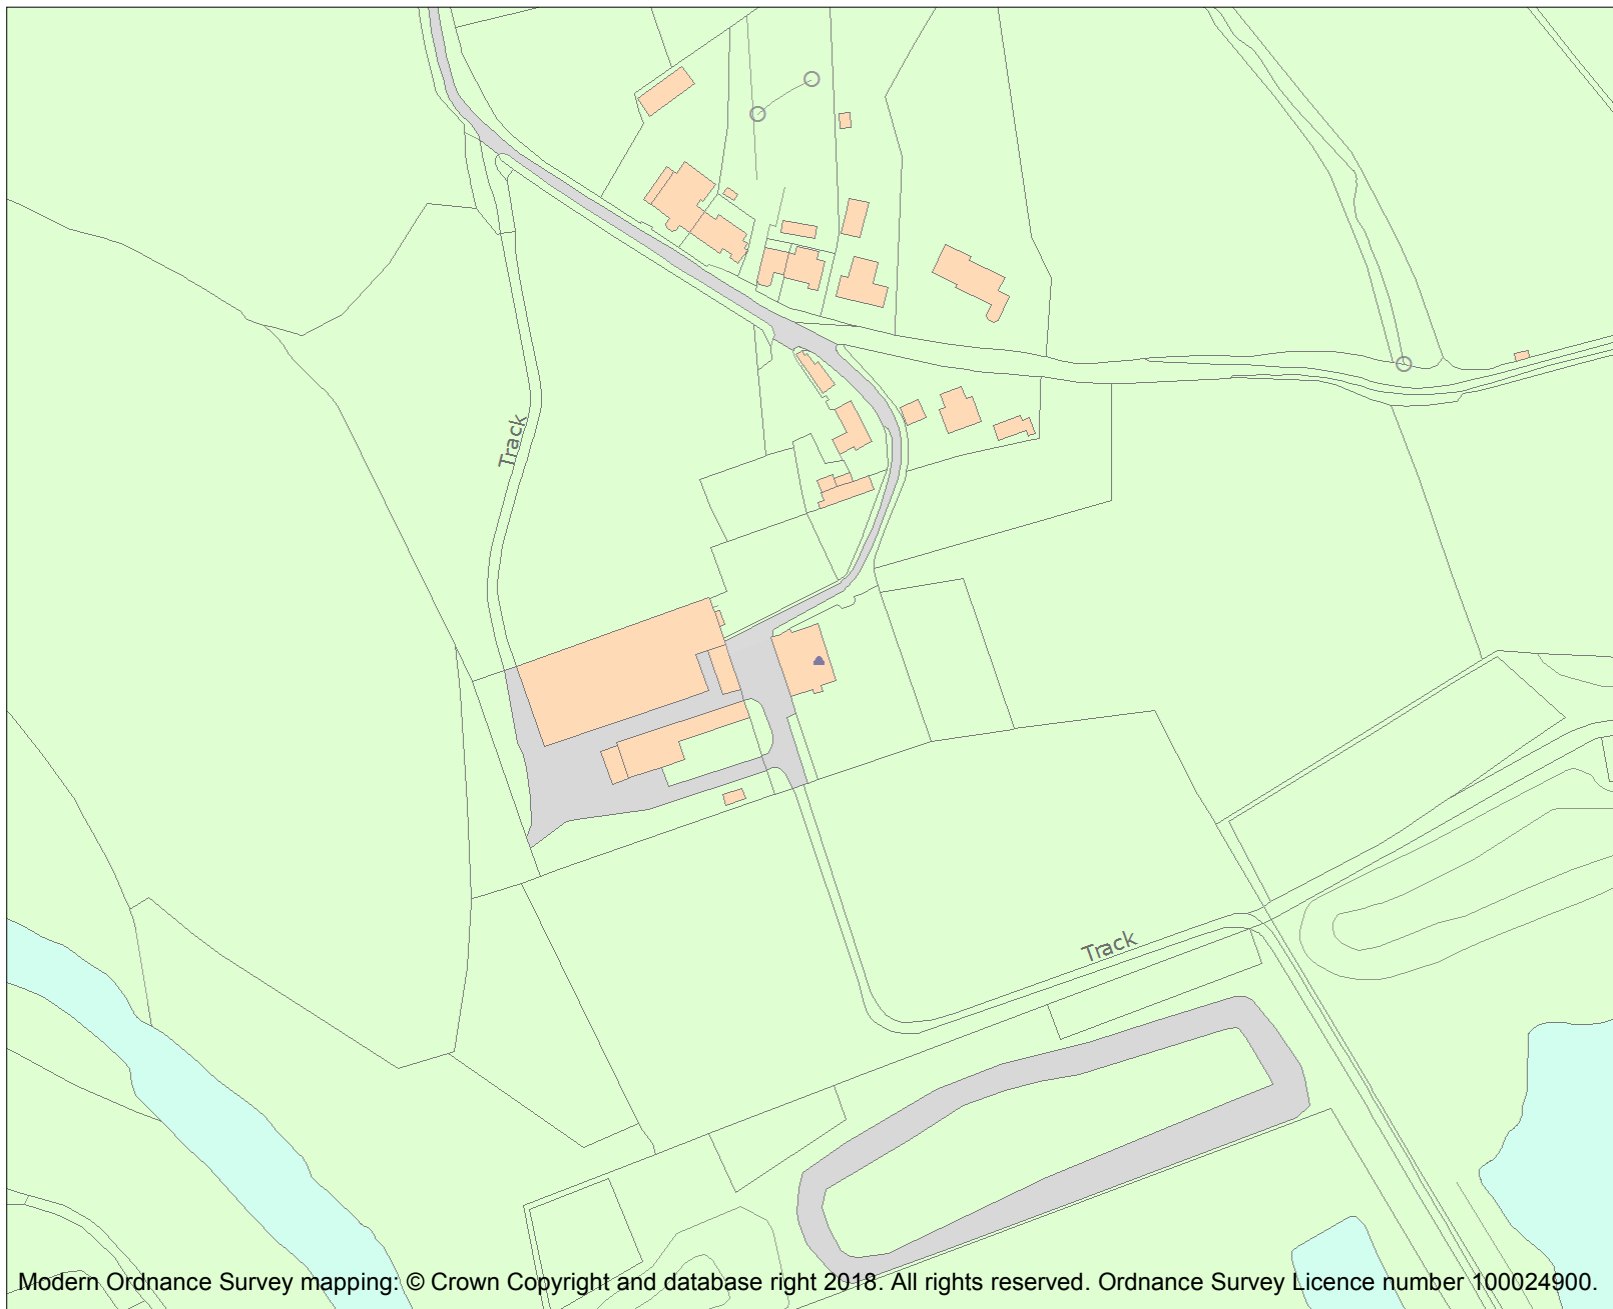 Track
Track
Modern Ordnance Survey mapping: © Crown Copyright and database right 2018. All rights reserved. Ordnance Survey Licence number 100024900.